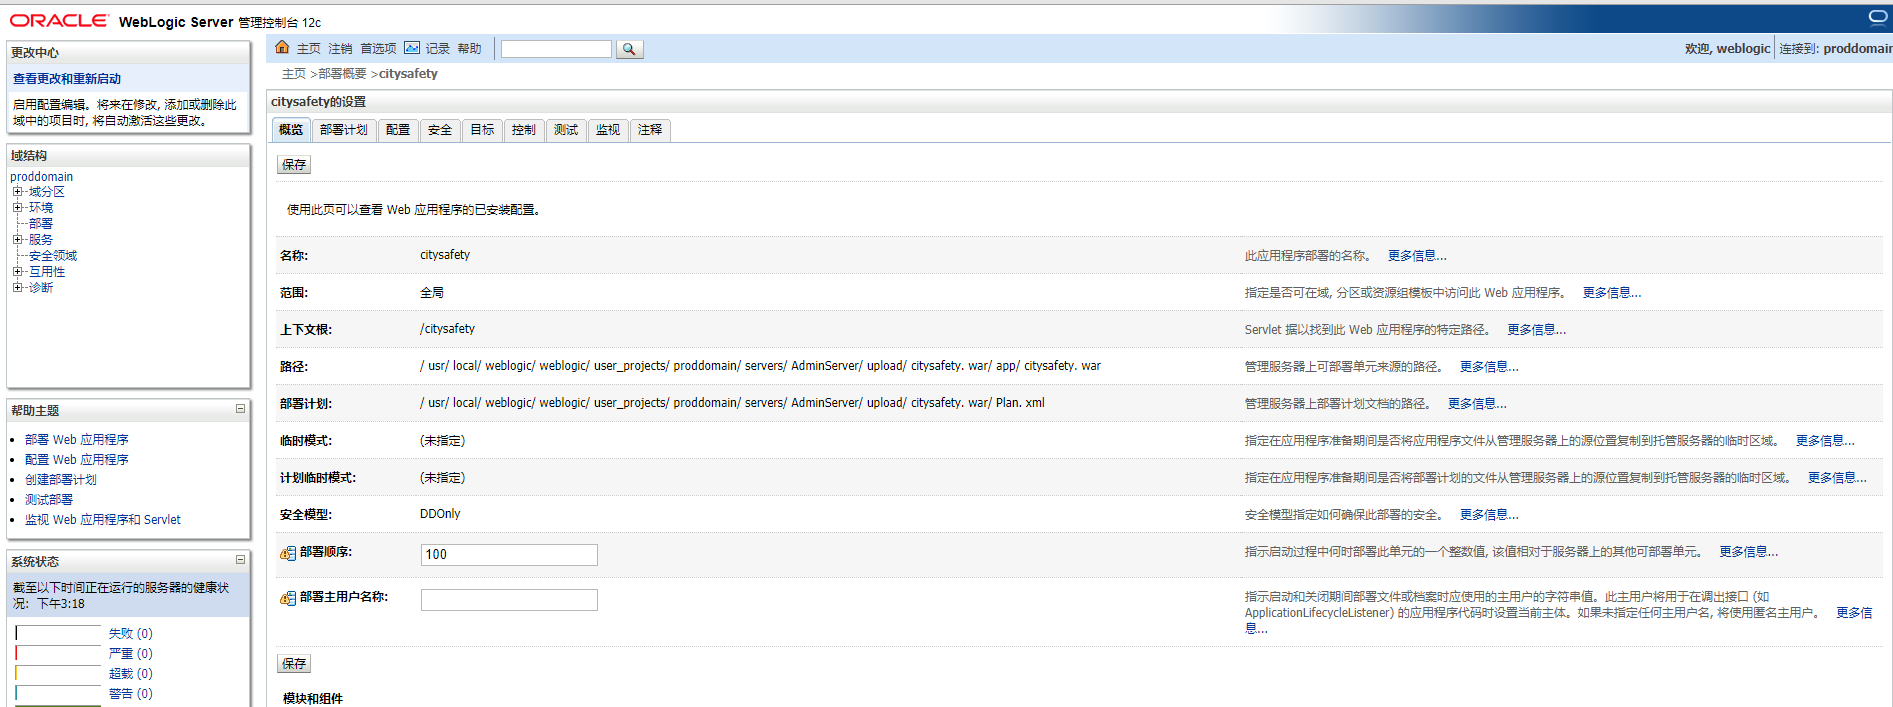 ORACLE WebLogic Server 管理控制台 12c
更改中心
查看更改和重新启动
启用配置编辑。将来在修改, 添加或删除此
域中的项目时, 将自动激活这些更改。
域结构
proddomain
域分区
环境
部署
服务
安全领域
互用性
诊断
帮助主题
部署 Web 应用程序
配置 Web 应用程序
创建部署计划
测试部署
监视 Web 应用程序和 Servlet
系统状态
截至以下时间正在运行的服务器的健康状
况: 下午3:18
失败 (0)
严重 (0)
超载 (0)
警告 (0)
主页 注销 首选项 记录 帮助
欢迎, weblogic 连接到: proddomain
主页 >部署概要 >citysafety
citysafety的设置
概览 部署计划 配置 安全 目标 控制 测试 监视 注释
保存
使用此页可以查看 Web 应用程序的已安装配置。
名称: citysafety 此应用程序部署的名称。 更多信息...
范围: 全局 指定是否可在域, 分区或资源组模板中访问此 Web 应用程序。 更多信息...
上下文根: /citysafety Servlet 据以找到此 Web 应用程序的特定路径。 更多信息...
路径: / usr/ local/ weblogic/ weblogic/ user_projects/ proddomain/ servers/ AdminServer/ upload/ citysafety. war/ app/ citysafety. war 管理服务器上可部署单元来源的路径。 更多信息...
部署计划: / usr/ local/ weblogic/ weblogic/ user_projects/ proddomain/ servers/ AdminServer/ upload/ citysafety. war/ Plan. xml 管理服务器上部署计划文档的路径。 更多信息...
临时模式: (未指定) 指定在应用程序准备期间是否将应用程序文件从管理服务器上的源位置复制到托管服务器的临时区域。 更多信息...
计划临时模式: (未指定) 指定在应用程序准备期间是否将部署计划的文件从管理服务器上的源位置复制到托管服务器的临时区域。 更多信息...
安全模型: DDOnly 安全模型指定如何确保此部署的安全。 更多信息...
部署顺序: 100 指示启动过程中何时部署此单元的一个整数值, 该值相对于服务器上的其他可部署单元。 更多信息...
部署主用户名称: 指示启动和关闭期间部署文件或档案时应使用的主用户的字符串值。此主用户将用于在调出接口 (如
ApplicationLifecycleListener) 的应用程序代码时设置当前主体。如果未指定任何主用户名, 将使用匿名主用户。 更多信
息...
保存
模块和组件